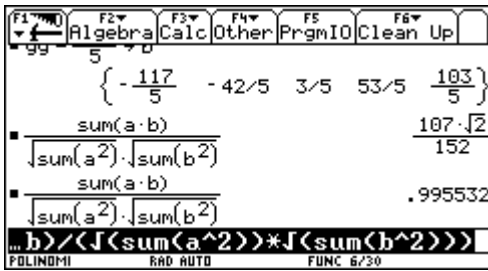 F1 F2 F3 F4 F5 F6
Algebra Calc Other PrgmIO Clean Up
5
{-117/5 -42/5 3/5 53/5 103/5}
sum(a·b)/(√sum(a²)·√sum(b²)) 107·√2/152
sum(a·b)/(√sum(a²)·√sum(b²)) .995532
…b)/(√(sum(a^2))*√(sum(b^2)))
POLINOMI RAD AUTO FUNC 6/30